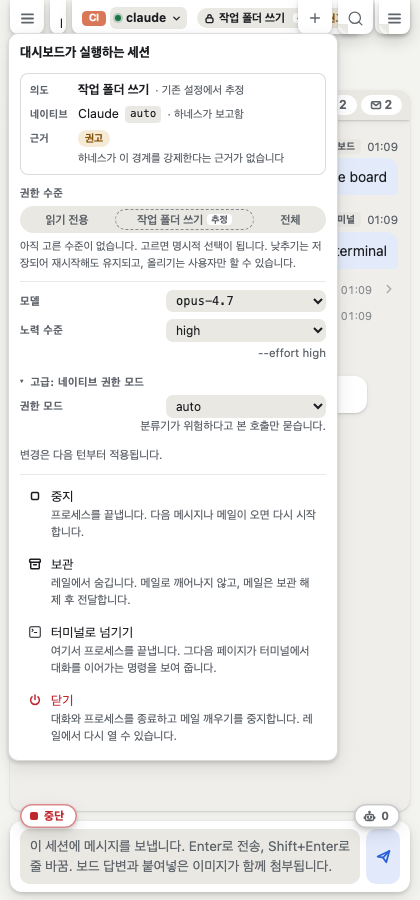 CI claude 작업 폴더 쓰기
대시보드가 실행하는 세션
의도 작업 폴더 쓰기 · 기존 설정에서 추정
네이티브 Claude auto · 하네스가 보고함
근거 권고
하네스가 이 경계를 강제한다는 근거가 없습니다
권한 수준
읽기 전용 작업 폴더 쓰기 추정 전체
아직 고른 수준이 없습니다. 고르면 명시적 선택이 됩니다. 낮추기는 저
장되어 재시작해도 유지되고, 올리기는 사용자만 할 수 있습니다.
모델 opus-4.7
노력 수준 high
--effort high
고급: 네이티브 권한 모드
권한 모드 auto
분류기가 위험하다고 본 호출만 묻습니다.
변경은 다음 턴부터 적용됩니다.
중지
프로세스를 끝냅니다. 다음 메시지나 메일이 오면 다시 시작
합니다.
보관
레일에서 숨깁니다. 메일로 깨어나지 않고, 메일은 보관 해
제 후 전달합니다.
터미널로 넘기기
여기서 프로세스를 끝냅니다. 그다음 페이지가 터미널에서
대화를 이어가는 명령을 보여 줍니다.
닫기
대화와 프로세스를 종료하고 메일 깨우기를 중지합니다. 레
일에서 다시 열 수 있습니다.
2 2
보드 01:09
e board
미널 01:09
terminal
01:09
01:09
중단 0
이 세션에 메시지를 보냅니다. Enter로 전송, Shift+Enter로
줄 바꿈. 보드 답변과 붙여넣은 이미지가 함께 첨부됩니다.